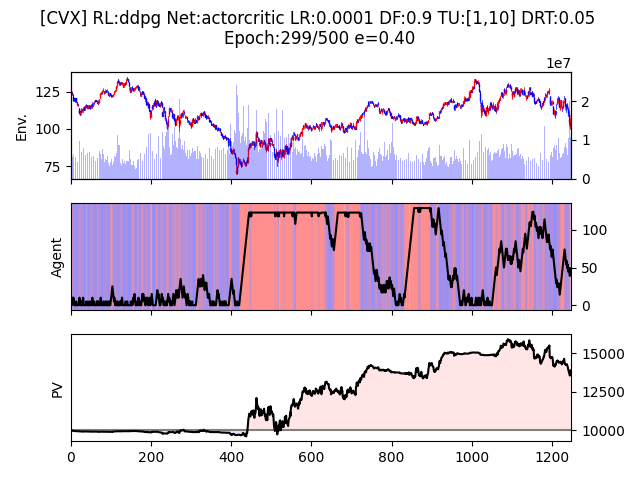 [CVX] RL:ddpg Net:actorcritic LR:0.0001 DF:0.9 TU:[1,10] DRT:0.05
Epoch:299/500 e=0.40
1e7
Env.
125
100
75
2
1
0
Agent
100
50
0
PV
15000
12500
10000
0 200 400 600 800 1000 1200